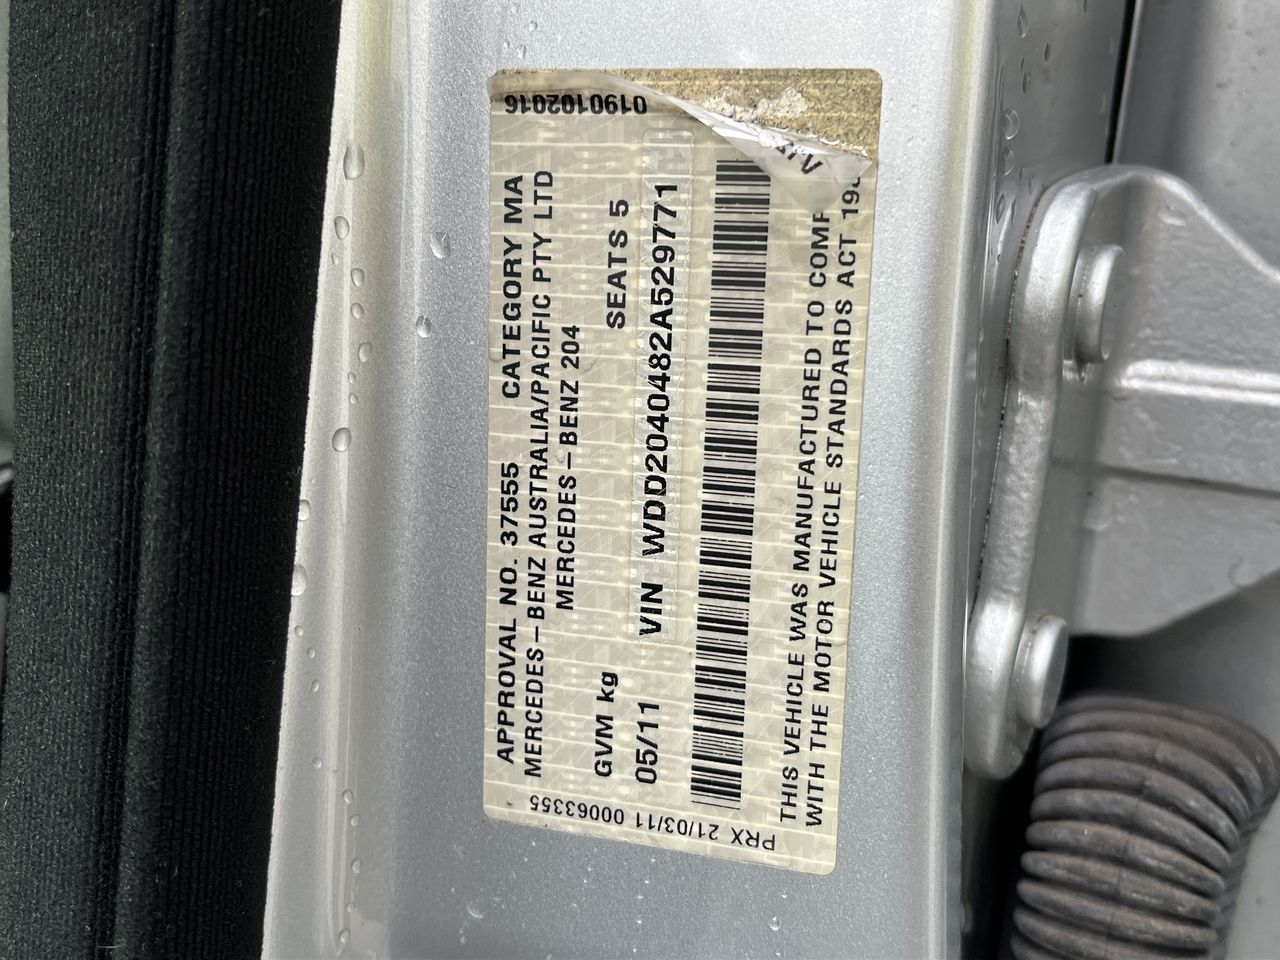 0190102016
APPROVAL NO. 37555 CATEGORY MA
MERCEDES-BENZ AUSTRALIA/PACIFIC PTY LTD
MERCEDES-BENZ 204
GVM kg SEATS 5
05/11 VIN WDD2040482A529771
THIS VEHICLE WAS MANUFACTURED TO
WITH THE MOTOR VEHICLE STANDARDS ACT
PRX 21/03/11 00063355